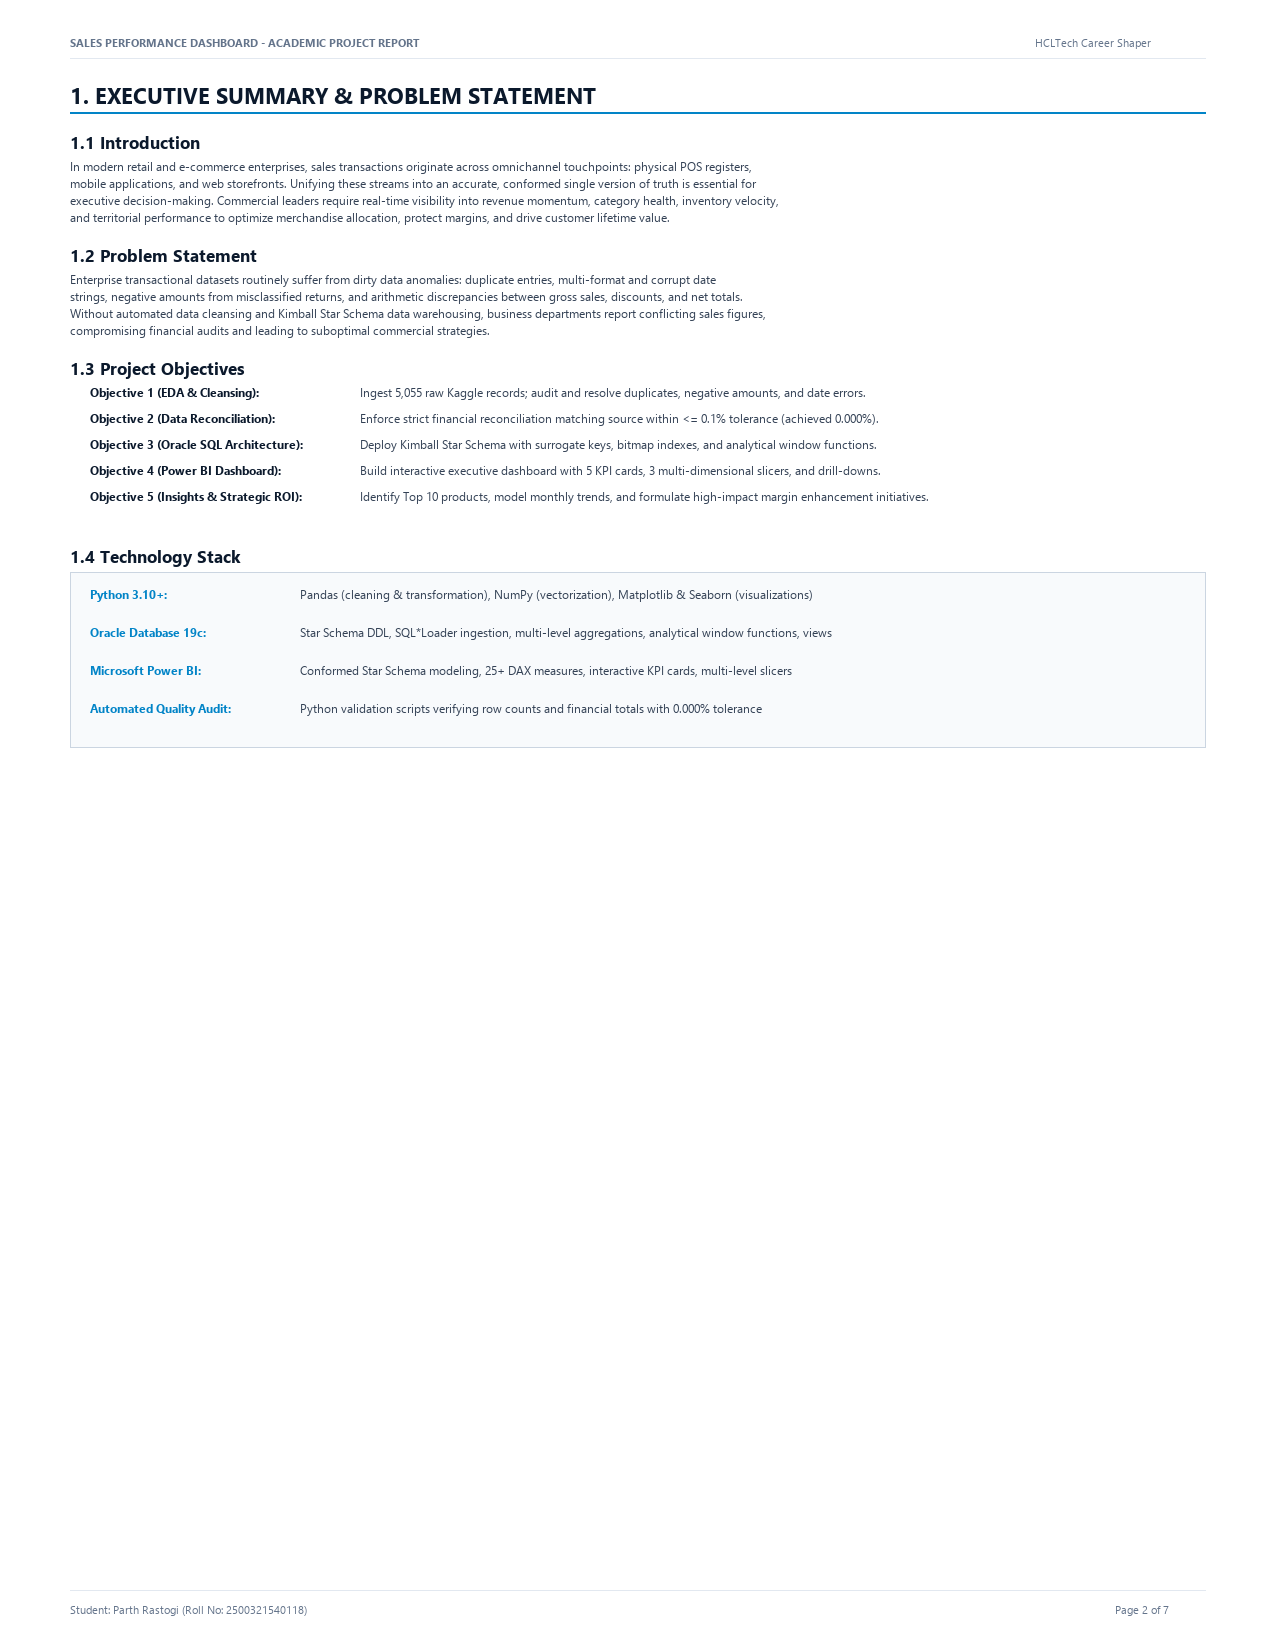 SALES PERFORMANCE DASHBOARD - ACADEMIC PROJECT REPORT
HCLTech Career Shaper
1. EXECUTIVE SUMMARY & PROBLEM STATEMENT
1.1 Introduction
In modern retail and e-commerce enterprises, sales transactions originate across omnichannel touchpoints: physical POS registers,
mobile applications, and web storefronts. Unifying these streams into an accurate, conformed single version of truth is essential for
executive decision-making. Commercial leaders require real-time visibility into revenue momentum, category health, inventory velocity,
and territorial performance to optimize merchandise allocation, protect margins, and drive customer lifetime value.
1.2 Problem Statement
Enterprise transactional datasets routinely suffer from dirty data anomalies: duplicate entries, multi-format and corrupt date
strings, negative amounts from misclassified returns, and arithmetic discrepancies between gross sales, discounts, and net totals.
Without automated data cleansing and Kimball Star Schema data warehousing, business departments report conflicting sales figures,
compromising financial audits and leading to suboptimal commercial strategies.
1.3 Project Objectives
Objective 1 (EDA & Cleansing): Ingest 5,055 raw Kaggle records; audit and resolve duplicates, negative amounts, and date errors.
Objective 2 (Data Reconciliation): Enforce strict financial reconciliation matching source within <= 0.1% tolerance (achieved 0.000%).
Objective 3 (Oracle SQL Architecture): Deploy Kimball Star Schema with surrogate keys, bitmap indexes, and analytical window functions.
Objective 4 (Power BI Dashboard): Build interactive executive dashboard with 5 KPI cards, 3 multi-dimensional slicers, and drill-downs.
Objective 5 (Insights & Strategic ROI): Identify Top 10 products, model monthly trends, and formulate high-impact margin enhancement initiatives.
1.4 Technology Stack
Python 3.10+: Pandas (cleaning & transformation), NumPy (vectorization), Matplotlib & Seaborn (visualizations)
Oracle Database 19c: Star Schema DDL, SQL*Loader ingestion, multi-level aggregations, analytical window functions, views
Microsoft Power BI: Conformed Star Schema modeling, 25+ DAX measures, interactive KPI cards, multi-level slicers
Automated Quality Audit: Python validation scripts verifying row counts and financial totals with 0.000% tolerance
Student: Parth Rastogi (Roll No: 2500321540118)
Page 2 of 7